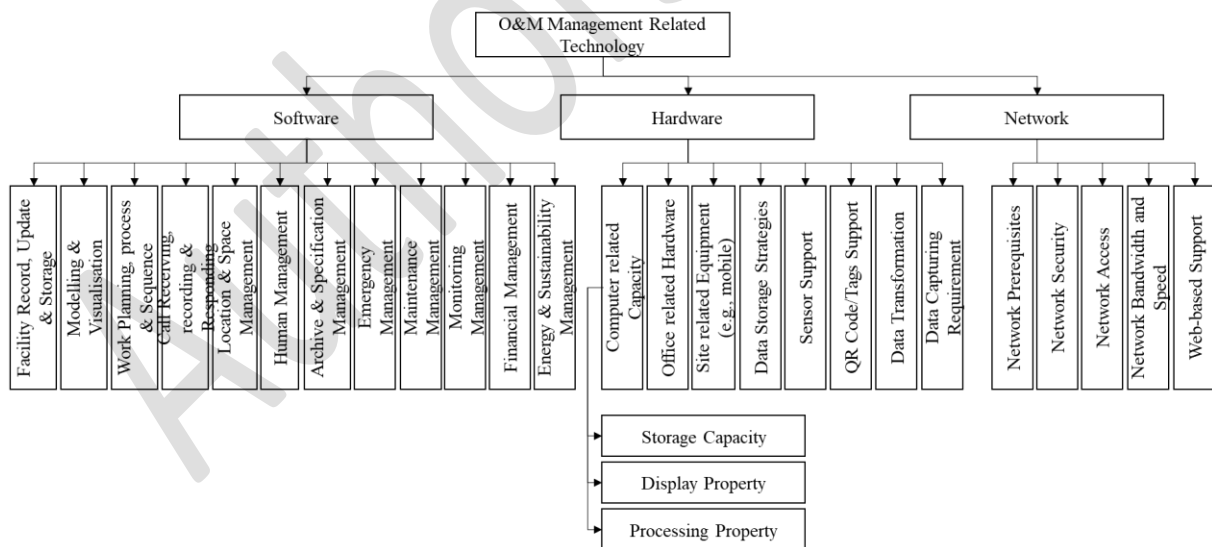 O&M Management Related
Technology
Software
Hardware
Network
Facility Record, Update
& Storage
Modelling &
Visualisation
Work Planning, process
& Sequence
Call Receiving,
recording &
Responding
Location & Space
Management
Human Management
Archive & Specification
Management
Emergency
Management
Maintenance
Management
Monitoring
Management
Financial Management
Energy & Sustainability
Management
Computer related
Capacity
Office related Hardware
Site related Equipment
(e.g., mobile)
Data Storage Strategies
Sensor Support
QR Code/Tags Support
Data Transformation
Data Capturing
Requirement
Network Prerequisites
Network Security
Network Access
Network Bandvidth and
Speed
Web-based Support
Storage Capacity
Display Property
Processing Property
Autho